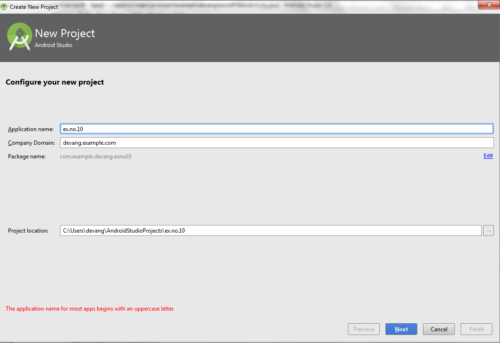 Create New Project
New Project
Android Studio
Configure your new project
Application name: ex.no.10
Company Domain: devang.example.com
Package name: com.example.devang.exno10 Edit
Project location: C:\Users\devang\AndroidStudioProjects\ex.no.10 ...
The application name for most apps begins with an uppercase letter
Previous Next Cancel Finish